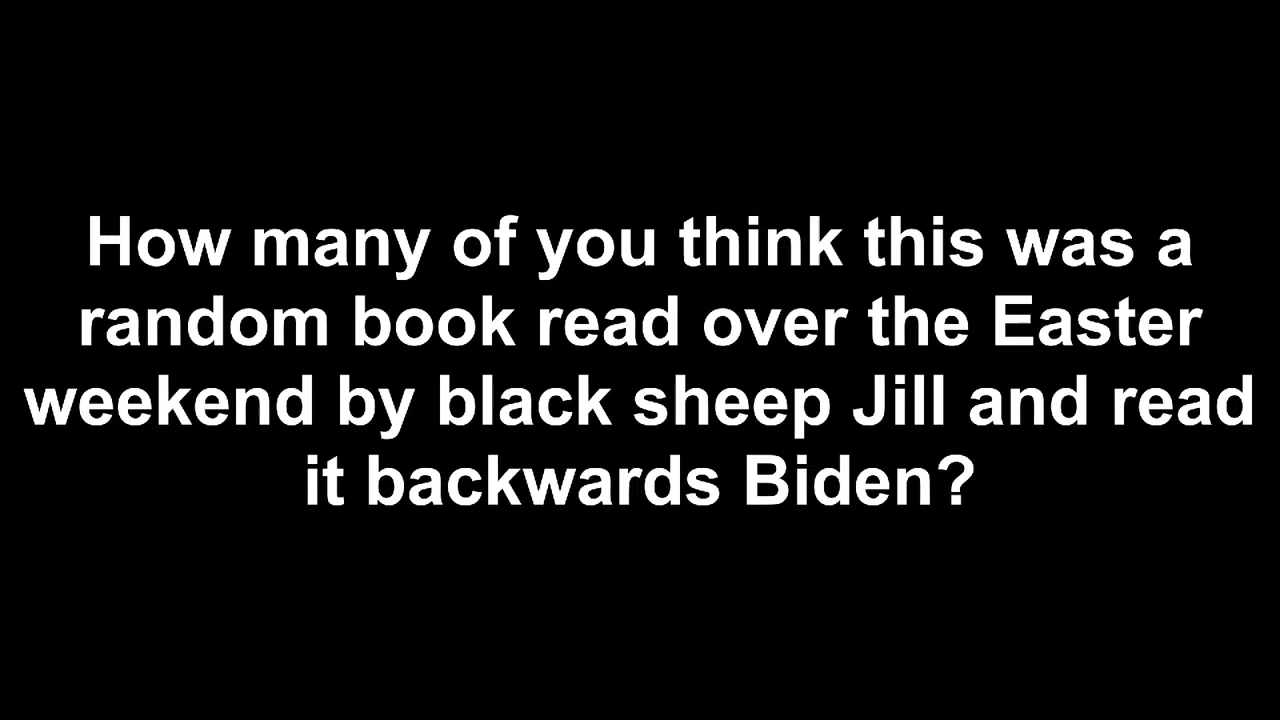 How many of you think this was a
random book read over the Easter
weekend by black sheep Jill and read
it backwards Biden?